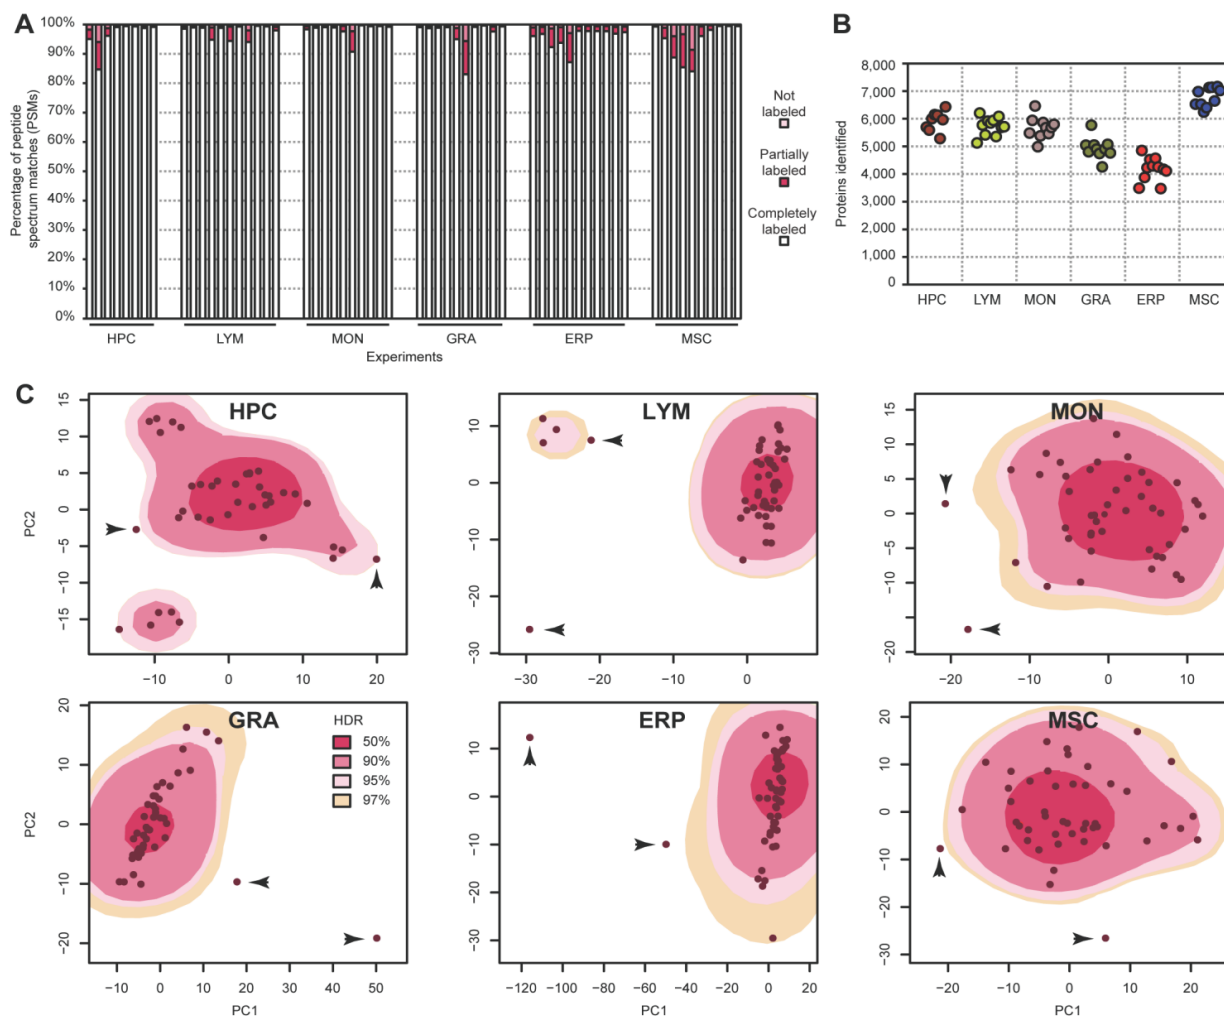 A
100%
90%
80%
70%
60%
50%
40%
30%
20%
10%
0%
Percentage of peptide
spectrum matches (PSMs)
HPC LYM MON GRA ERP MSC
Experiments
Not
labeled
Partially
labeled
Completely
labeled
B
8,000
7,000
6,000
5,000
4,000
3,000
2,000
1,000
0
Proteins identified
HPC LYM MON GRA ERP MSC
C
HPC
15
10
5
0
−5
−10
−15
PC2
−10 0 10 20
LYM
10
0
−10
−20
−30
−30 −20 −10 0
MON
15
10
5
0
−5
−10
−20
−20 −10 0 10
GRA
HDR
50%
90%
95%
97%
20
10
0
−10
−20
PC2
−10 0 10 20 30 40 50
PC1
ERP
10
0
−10
−20
−30
−120 −100 −80 −60 −40 −20 0 20
PC1
MSC
20
10
0
−10
−20
−30
−20 −10 0 10 20
PC1